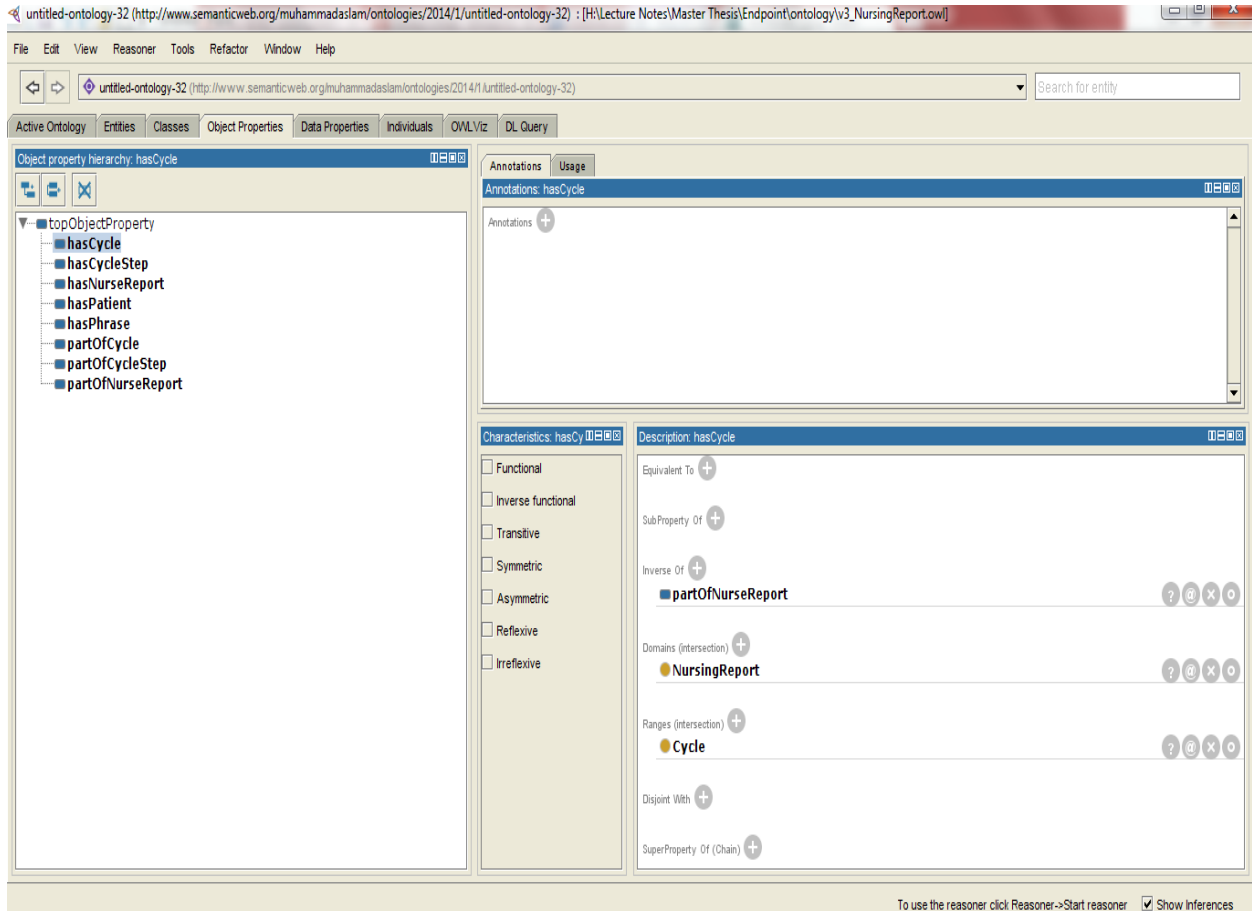 untitled-ontology-32 (http://www.semanticweb.org/muhammadaslam/ontologies/2014/1/untitled-ontology-32) : [H:\Lecture Notes\Master Thesis\Endpoint\ontology\v3_NursingReport.owl]
File Edit View Reasoner Tools Refactor Window Help
untitled-ontology-32 (http://www.semanticweb.org/muhammadaslam/ontologies/2014/1/untitled-ontology-32)
Search for entity
Active Ontology Entities Classes Object Properties Data Properties Individuals OWLViz DL Query
Object property hierarchy: hasCycle
topObjectProperty
hasCycle
hasCycleStep
hasNurseReport
hasPatient
hasPhrase
partOfCycle
partOfCycleStep
partOfNurseReport
Annotations Usage
Annotations: hasCycle
Annotations
Characteristics: hasCy
Functional
Inverse functional
Transitive
Symmetric
Asymmetric
Reflexive
Irreflexive
Description: hasCycle
Equivalent To
SubProperty Of
Inverse Of
partOfNurseReport
Domains (intersection)
NursingReport
Ranges (intersection)
Cycle
Disjoint With
SuperProperty Of (Chain)
To use the reasoner click Reasoner->Start reasoner Show Inferences